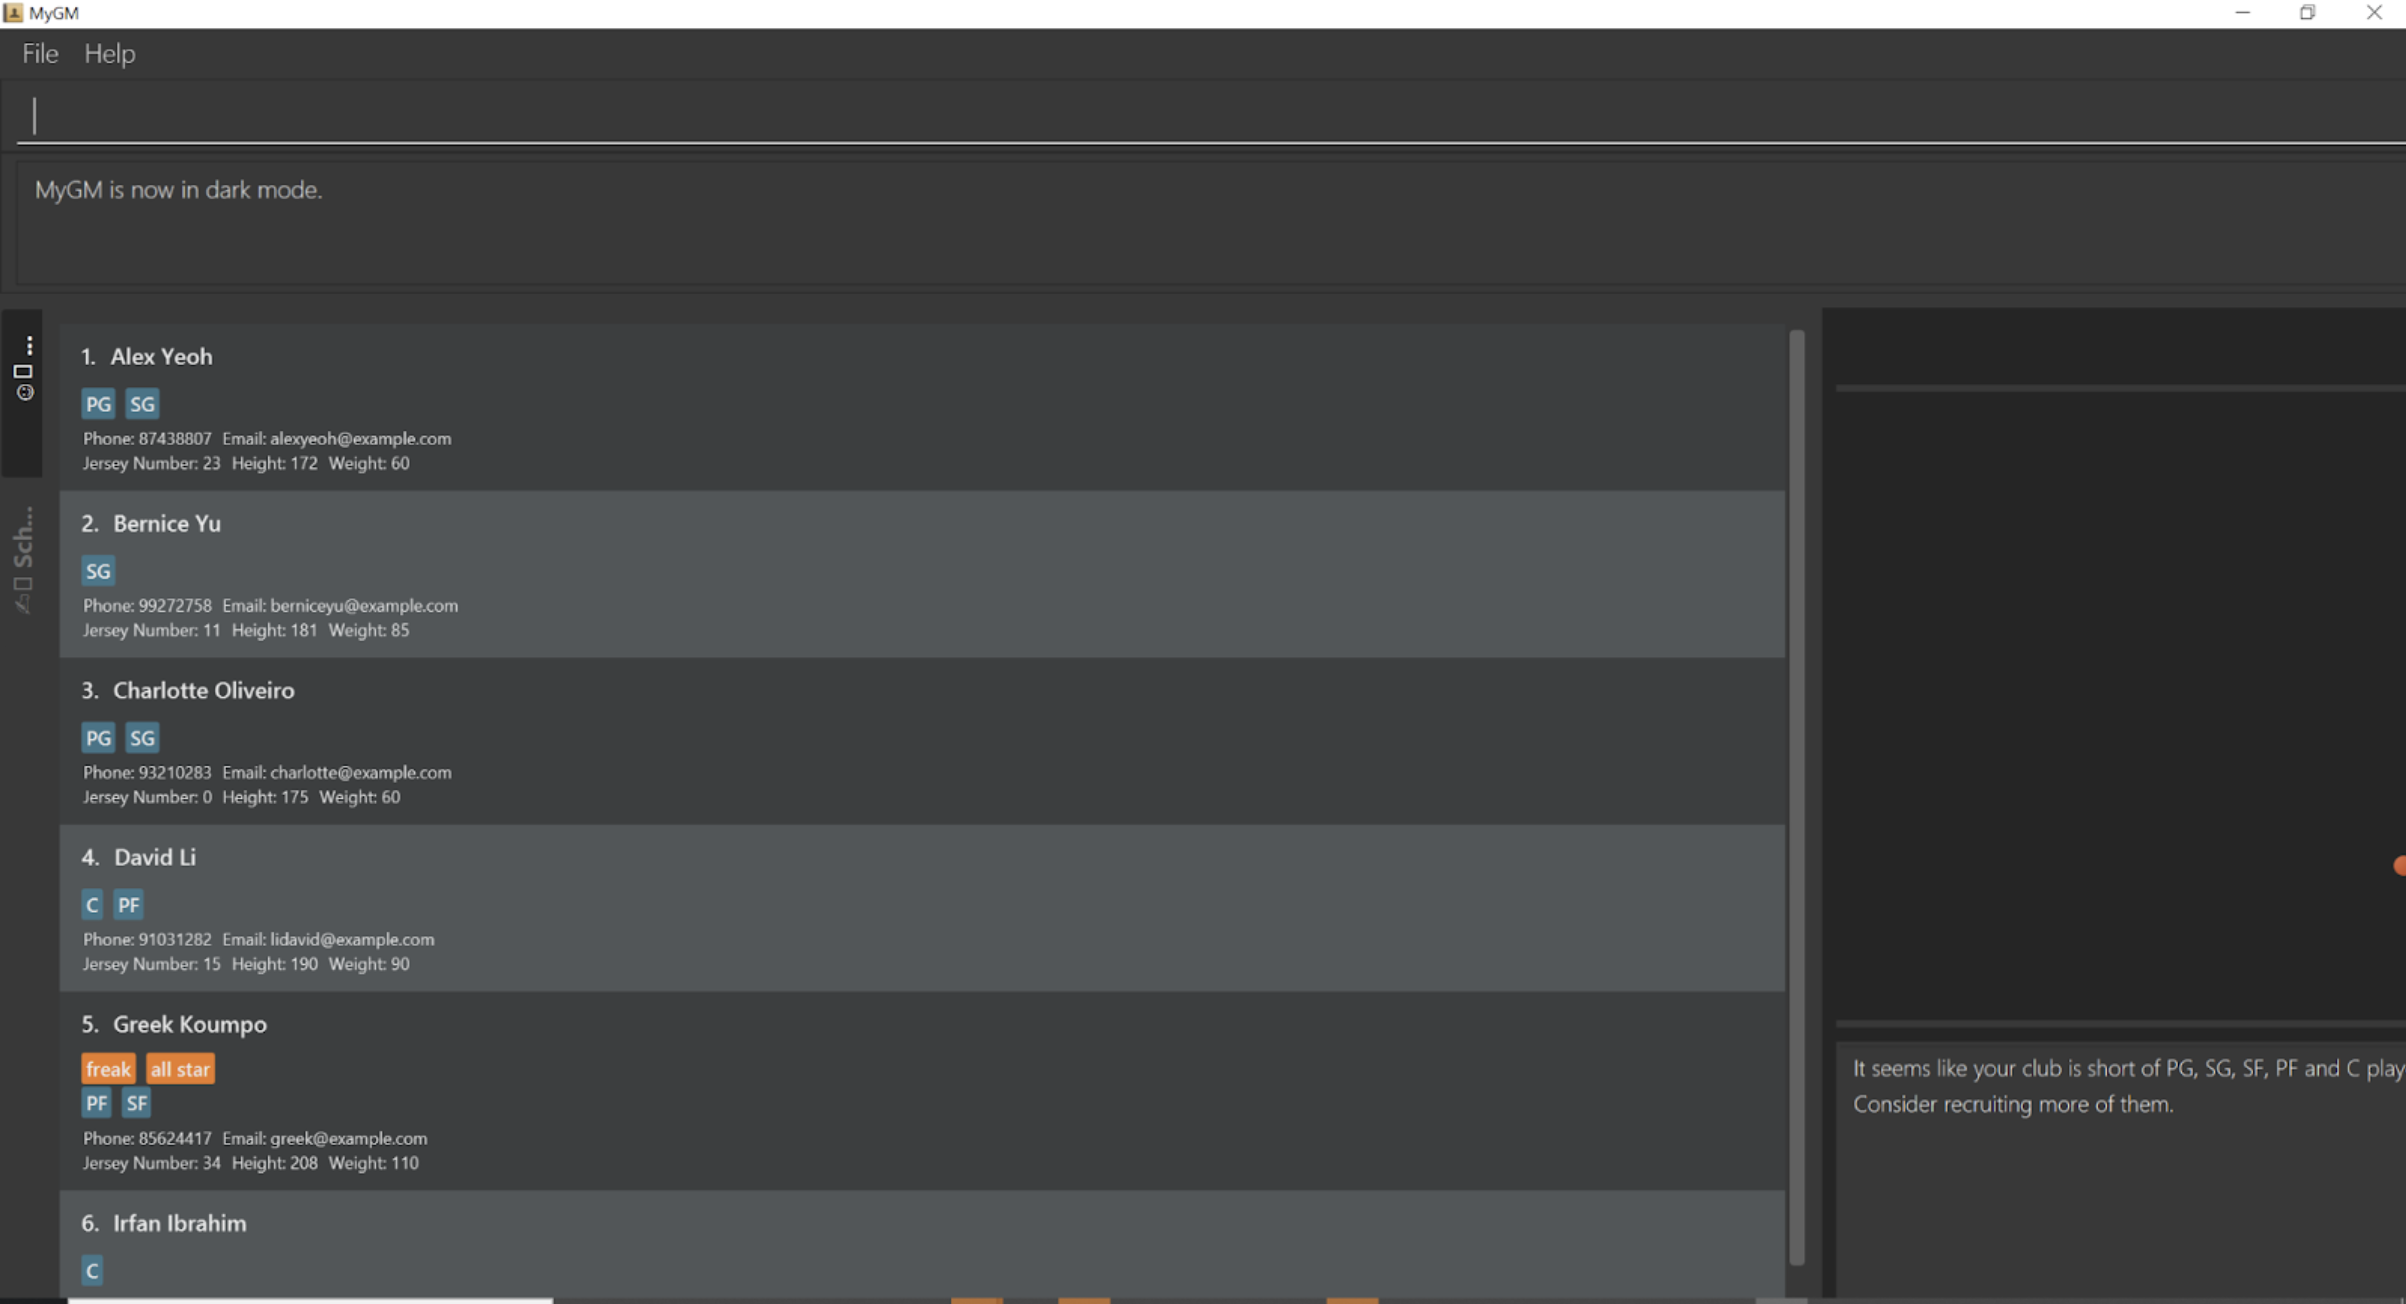 MyGM
File Help
MyGM is now in dark mode.
...
Sch...
1. Alex Yeoh
PG SG
Phone: 87438807 Email: alexyeoh@example.com
Jersey Number: 23 Height: 172 Weight: 60
2. Bernice Yu
SG
Phone: 99272758 Email: berniceyu@example.com
Jersey Number: 11 Height: 181 Weight: 85
3. Charlotte Oliveiro
PG SG
Phone: 93210283 Email: charlotte@example.com
Jersey Number: 0 Height: 175 Weight: 60
4. David Li
C PF
Phone: 91031282 Email: lidavid@example.com
Jersey Number: 15 Height: 190 Weight: 90
5. Greek Koumpo
freak all star
PF SF
Phone: 85624417 Email: greek@example.com
Jersey Number: 34 Height: 208 Weight: 110
6. Irfan Ibrahim
C
It seems like your club is short of PG, SG, SF, PF and C play
Consider recruiting more of them.